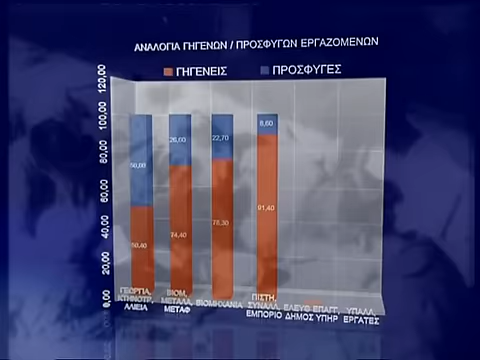 ΑΝΑΛΟΓΙΑ ΓΗΓΕΝΩΝ / ΠΡΟΣΦΥΓΩΝ ΕΡΓΑΖΟΜΕΝΩΝ
ΓΗΓΕΝΕΙΣ ΠΡΟΣΦΥΓΕΣ
120,00
100,00
80,00
60,00
40,00
20,00
0,00
8,60
26,00 22,70
91,40
74,40 78,30
ΓΕΩΡΓΙΑ, ΒΙΟΜ, ΠΙΣΤΗ,
ΚΤΗΝΟΤΡ, ΜΕΤΑΛΛ, ΒΙΟΜΗΧΑΝΙΑ ΣΥΝΑΛΛ, ΕΛΕΥΘ ΕΠΑΓΓ, ΥΠΑΛΛ,
ΑΛΙΕΙΑ ΜΕΤΑΦ ΕΜΠΟΡΙΟ ΔΗΜΟΣ ΥΠΗΡ ΕΡΓΑΤΕΣ